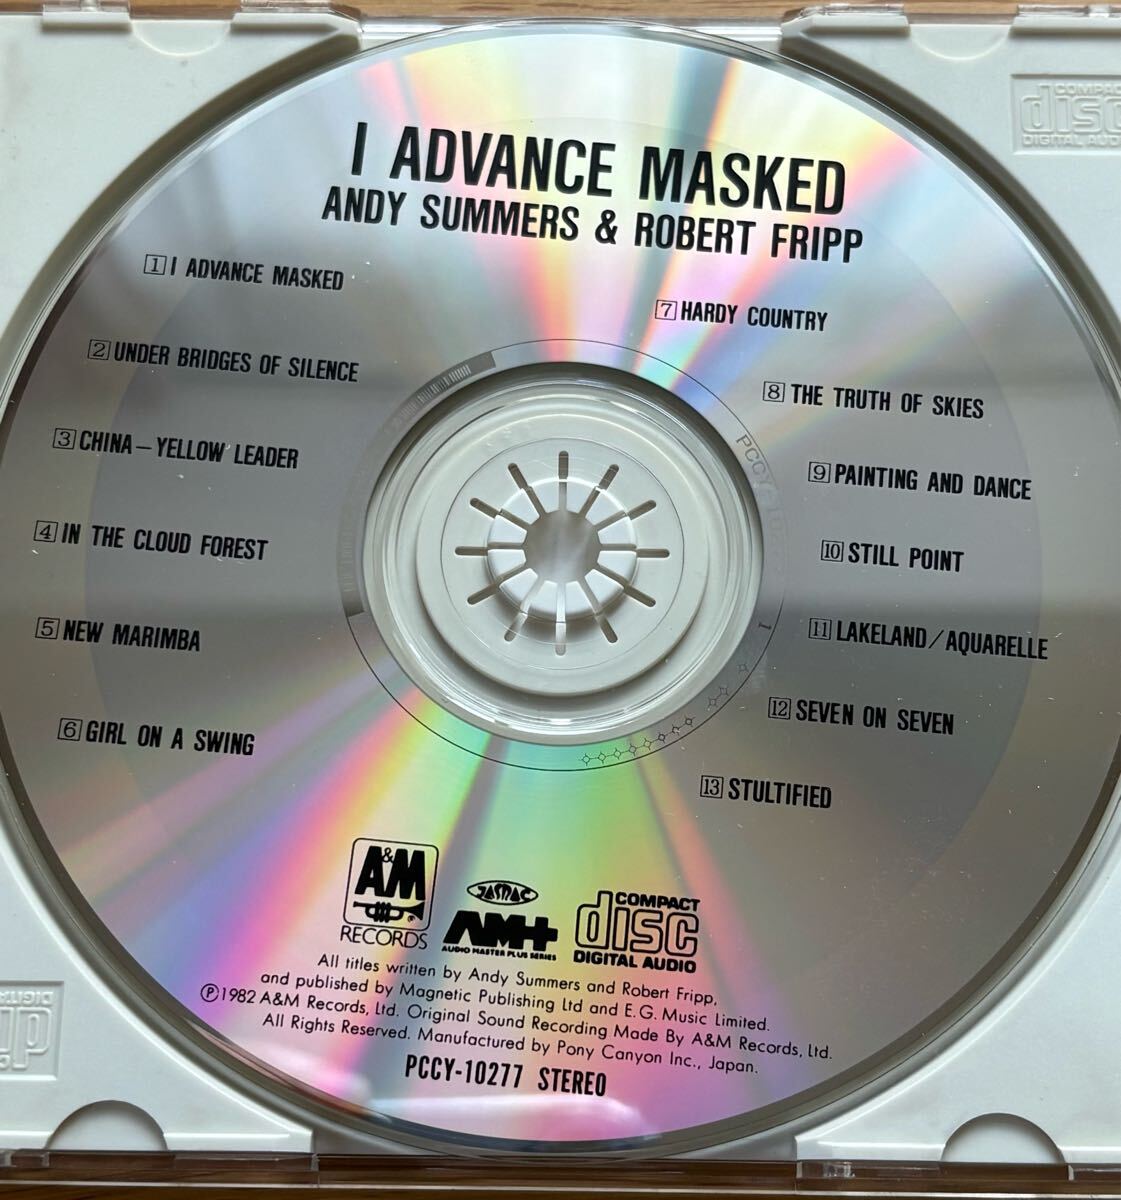 I ADVANCE MASKED
ANDY SUMMERS & ROBERT FRIPP
1 I ADVANCE MASKED
2 UNDER BRIDGES OF SILENCE
3 CHINA–YELLOW LEADER
4 IN THE CLOUD FOREST
5 NEW MARIMBA
6 GIRL ON A SWING
7 HARDY COUNTRY
8 THE TRUTH OF SKIES
9 PAINTING AND DANCE
10 STILL POINT
11 LAKELAND/AQUARELLE
12 SEVEN ON SEVEN
13 STULTIFIED
A&M
RECORDS
JASRAC
AM+
AUDIO MASTER PLUS SERIES
COMPACT
disc
DIGITAL AUDIO
All titles written by Andy Summers and Robert Fripp,
and published by Magnetic Publishing Ltd and E.G. Music Limited.
Ⓟ1982 A&M Records, Ltd. Original Sound Recording Made By A&M Records, Ltd.
All Rights Reserved. Manufactured by Pony Canyon Inc., Japan.
PCCY-10277 STEREO
COMPACT
disc
DIGITAL AUDIO